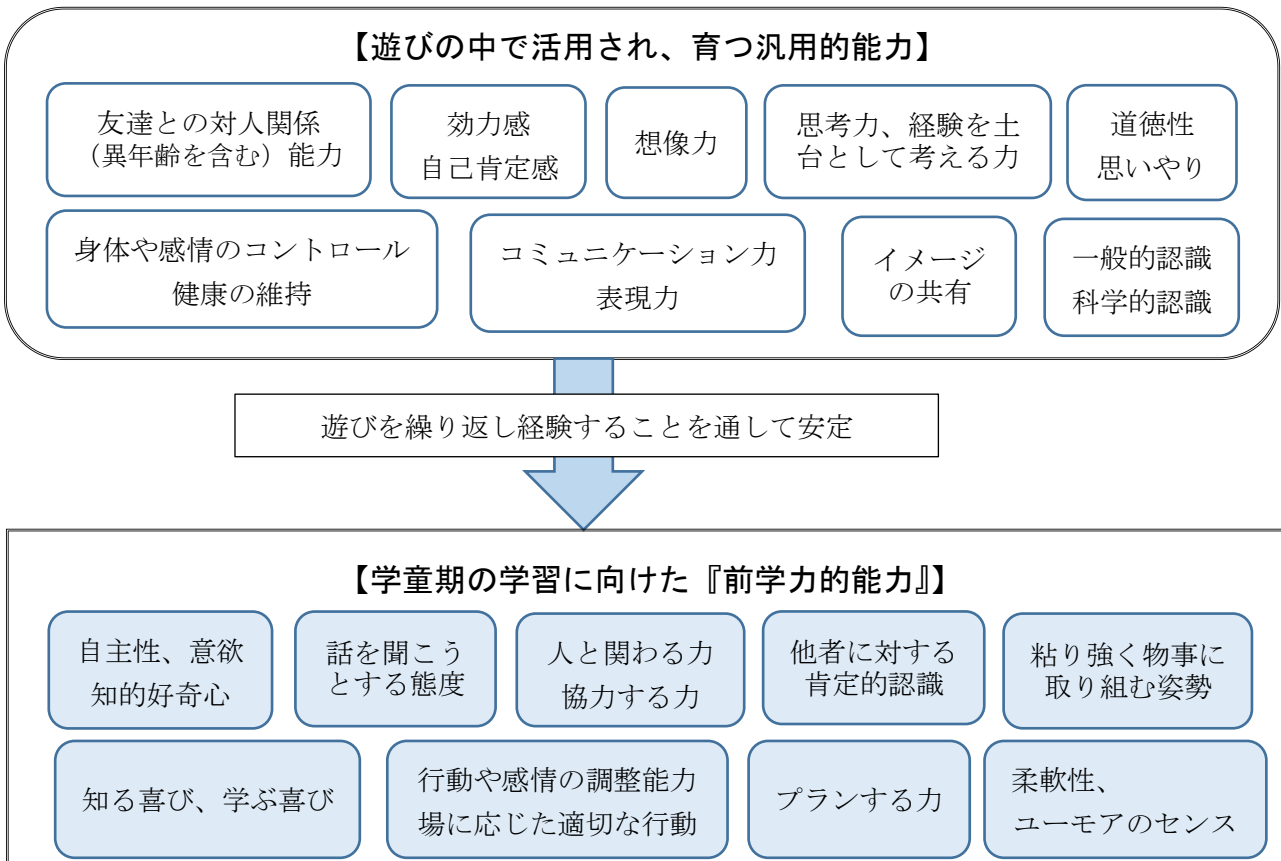 【遊びの中で活用され、育つ汎用的能力】
友達との対人関係
（異年齢を含む）能力
効力感
自己肯定感
想像力
思考力、経験を土
台として考える力
道徳性
思いやり
身体や感情のコントロール
健康の維持
コミュニケーション力
表現力
イメージ
の共有
一般的認識
科学的認識
遊びを繰り返し経験することを通して安定
【学童期の学習に向けた『前学力的能力』】
自主性、意欲
知的好奇心
話を聞こう
とする態度
人と関わる力
協力する力
他者に対する
肯定的認識
粘り強く物事に
取り組む姿勢
知る喜び、学ぶ喜び
行動や感情の調整能力
場に応じた適切な行動
プランする力
柔軟性、
ユーモアのセンス